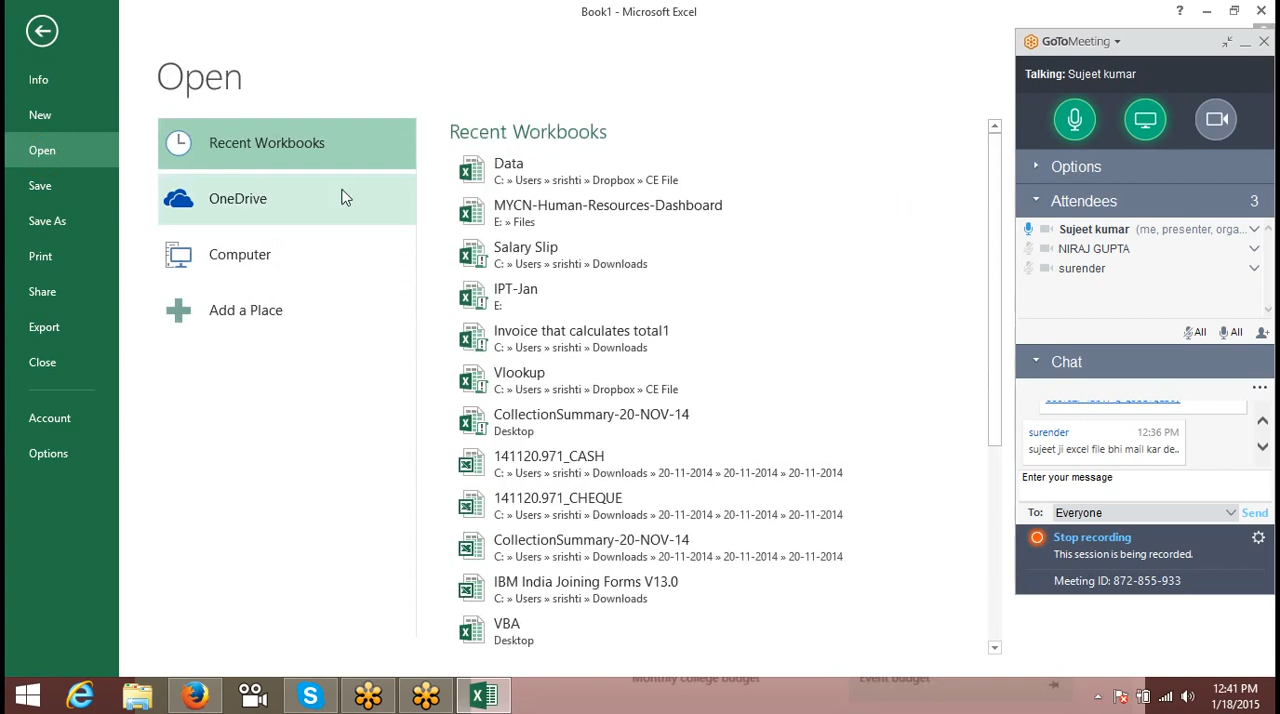 Book1 - Microsoft Excel
?
Info
New
Open
Save
Save As
Print
Share
Export
Close
Account
Options
Open
Recent Workbooks
OneDrive
Computer
Add a Place
Recent Workbooks
Data
C: » Users » srishti » Dropbox » CE File
MYCN-Human-Resources-Dashboard
E: » Files
Salary Slip
C: » Users » srishti » Downloads
IPT-Jan
E:
Invoice that calculates total1
C: » Users » srishti » Downloads
Vlookup
C: » Users » srishti » Dropbox » CE File
CollectionSummary-20-NOV-14
Desktop
141120.971_CASH
C: » Users » srishti » Downloads » 20-11-2014 » 20-11-2014 » 20-11-2014
141120.971_CHEQUE
C: » Users » srishti » Downloads » 20-11-2014 » 20-11-2014 » 20-11-2014
CollectionSummary-20-NOV-14
C: » Users » srishti » Downloads » 20-11-2014 » 20-11-2014 » 20-11-2014
IBM India Joining Forms V13.0
C: » Users » srishti » Downloads
VBA
Desktop
GoToMeeting
Talking: Sujeet kumar
Options
Attendees 3
Sujeet kumar (me, presenter, orga...
NIRAJ GUPTA
surender
All All
Chat
surender 12:36 PM
sujeet ji excel file bhi mail kar de..
Enter your message
To: Everyone Send
Stop recording
This session is being recorded.
Meeting ID: 872-855-933
Monthly college budget Event budget
12:41 PM
1/18/2015